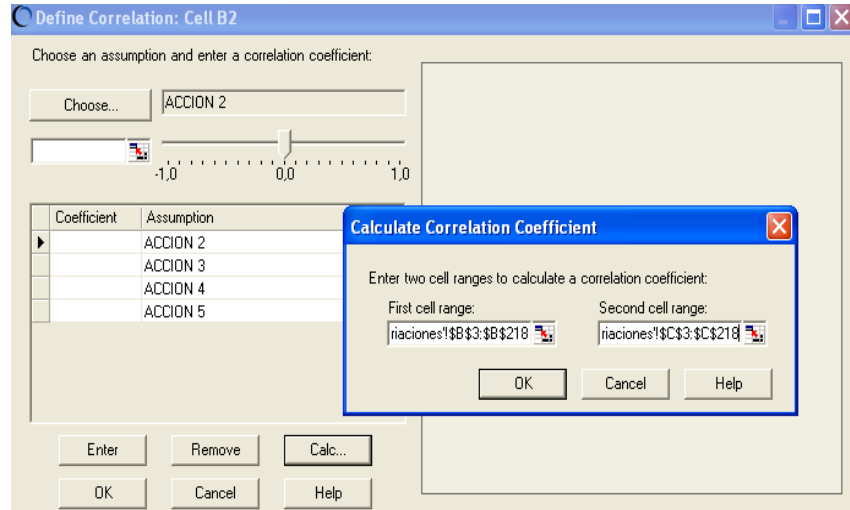 Define Correlation: Cell B2
Choose an assumption and enter a correlation coefficient:
Choose...
ACCION 2
-1,0 0,0 1,0
Coefficient Assumption
ACCION 2
ACCION 3
ACCION 4
ACCION 5
Calculate Correlation Coefficient
Enter two cell ranges to calculate a correlation coefficient:
First cell range: Second cell range:
riaciones'!$B$3:$B$218 riaciones'!$C$3:$C$218
OK Cancel Help
Enter Remove Calc...
OK Cancel Help